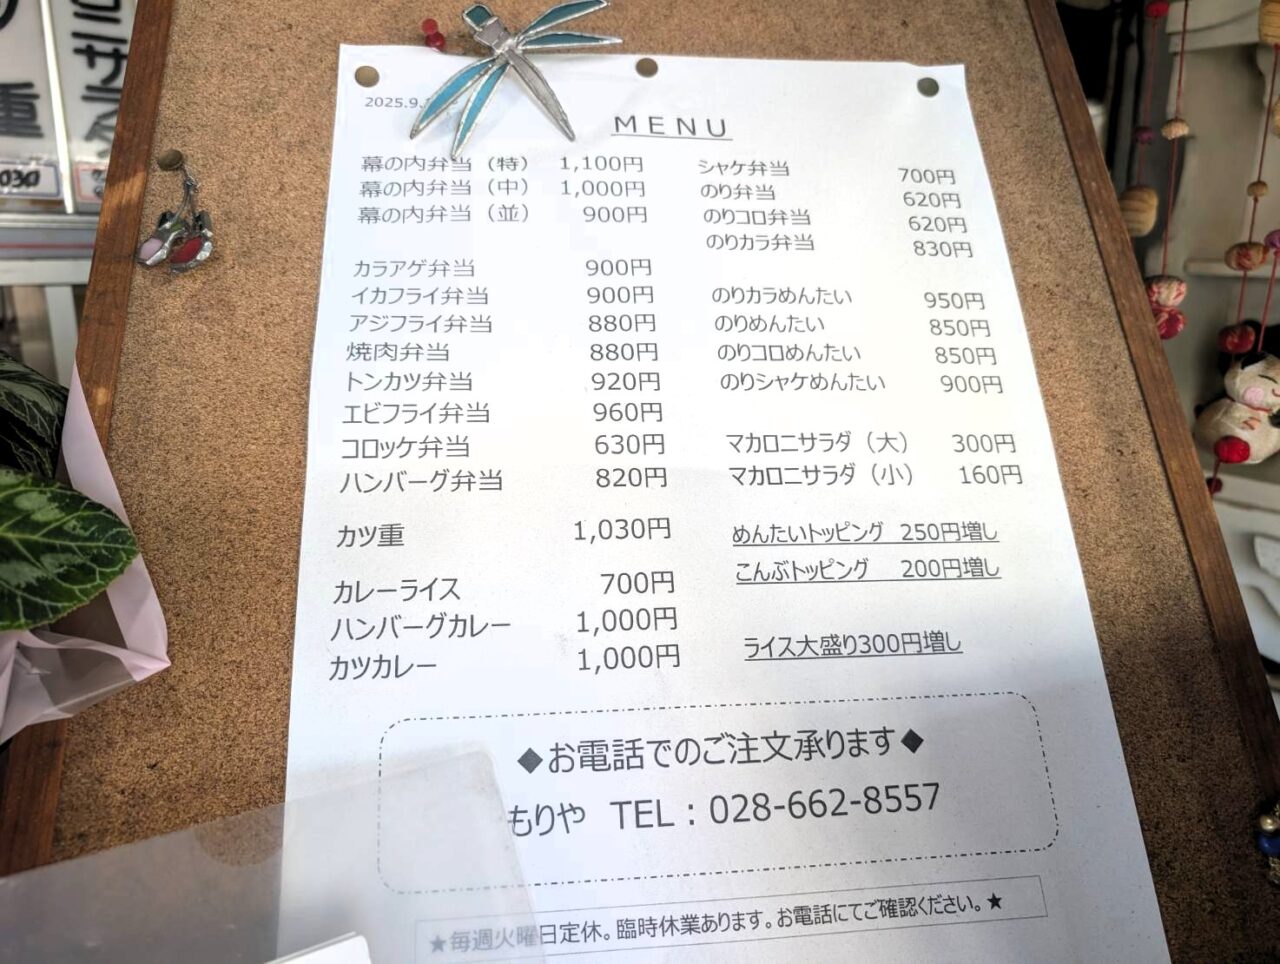 2025.9.
MENU
幕の内弁当（特） 1,100円
幕の内弁当（中） 1,000円
幕の内弁当（並） 900円
カラアゲ弁当 900円
イカフライ弁当 900円
アジフライ弁当 880円
焼肉弁当 880円
トンカツ弁当 920円
エビフライ弁当 960円
コロッケ弁当 630円
ハンバーグ弁当 820円
カツ重 1,030円
カレーライス 700円
ハンバーグカレー 1,000円
カツカレー 1,000円
シャケ弁当 700円
のり弁当 620円
のりコロ弁当 620円
のりカラ弁当 830円
のりカラめんたい 950円
のりめんたい 850円
のりコロめんたい 850円
のりシャケめんたい 900円
マカロニサラダ（大） 300円
マカロニサラダ（小） 160円
めんたいトッピング 250円増し
こんぶトッピング 200円増し
ライス大盛り300円増し
◆お電話でのご注文承ります◆
もりや TEL：028-662-8557
★毎週火曜日定休。臨時休業あります。お電話にてご確認ください。★
重
030
ニサラ